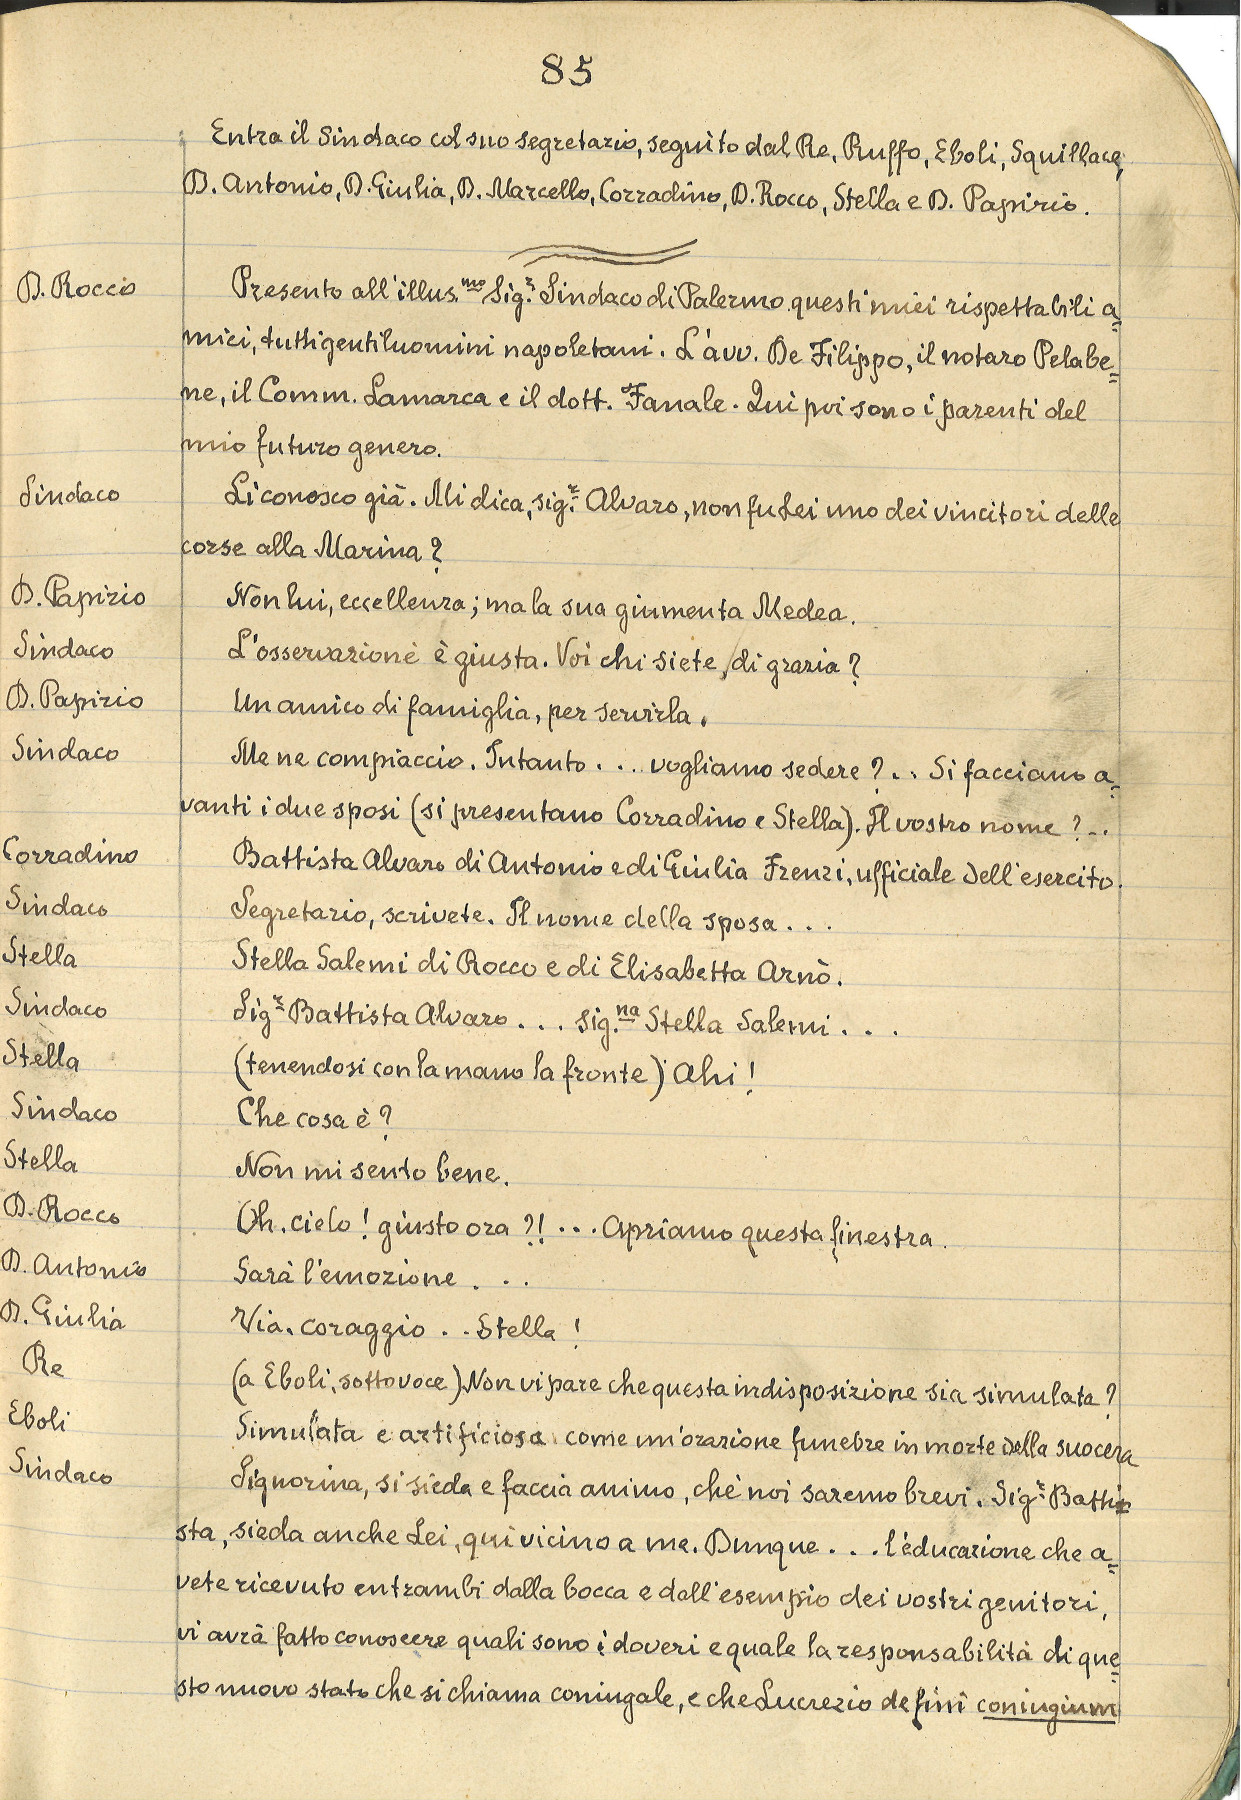 85
Entra il Sindaco col suo segretario, seguìto dal Re, Ruffo, Eboli, Squillace,
D. Antonio, D. Giulia, D. Marcello, Corradino, D. Rocco, Stella e D. Papirio.
D. Rocco Presento all'illus.mo Sig.r Sindaco di Palermo questi miei rispettabili a=
mici, tutti gentiluomini napoletani. L'avv. De Filippo, il notaro Pelabe=
ne, il Comm. Lamarca e il dott. Fanale. Qui poi sono i parenti del
mio futuro genero.
Sindaco Li conosco già. Mi dica, sig.r Alvaro, non fu Lei uno dei vincitori delle
corse alla Marina?
D. Papirio Non lui, eccellenza; ma la sua giumenta Medea.
Sindaco L'osservazione è giusta. Voi chi siete, di grazia?
D. Papirio Un amico di famiglia, per servirla.
Sindaco Me ne compiaccio. Intanto... vogliamo sedere?... Si facciano a=
vanti i due sposi (si presentano Corradino e Stella). Il vostro nome?...
Corradino Battista Alvaro di Antonio e di Giulia Frenzi, ufficiale dell'esercito.
Sindaco Segretario, scrivete. Il nome della sposa...
Stella Stella Salemi di Rocco e di Elisabetta Arnò.
Sindaco Sig.r Battista Alvaro... Sig.na Stella Salemi...
Stella (tenendosi con la mano la fronte) Ahi!
Sindaco Che cosa è?
Stella Non mi sento bene.
D. Rocco Oh, cielo! giusto ora?!... Apriamo questa finestra.
D. Antonio Sarà l'emozione...
D. Giulia Via, coraggio... Stella!
Re (a Eboli, sottovoce) Non vi pare che questa indisposizione sia simulata?
Eboli Simulata e artificiosa come un'orazione funebre in morte della suocera
Sindaco Signorina, si sieda e faccia animo, chè noi saremo brevi. Sig.r Batti=
sta, sieda anche Lei, qui vicino a me. Dunque... l'educazione che a=
vete ricevuto entrambi dalla bocca e dall'esempio dei vostri genitori,
vi avrà fatto conoscere quali sono i doveri e quale la responsabilità di que=
sto nuovo stato che si chiama coniugale, e che Lucrezio definì coniugium